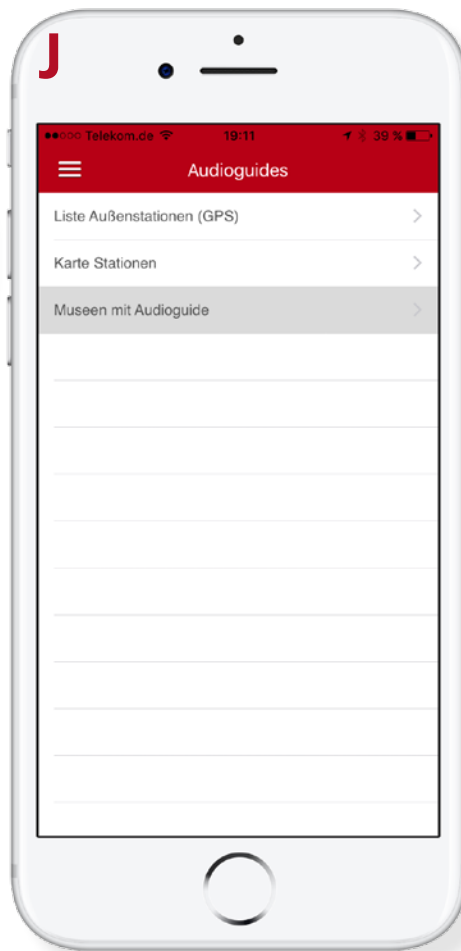 J
●●○○○ Telekom.de 19:11 39 %
Audioguides
Liste Außenstationen (GPS)
Karte Stationen
Museen mit Audioguide